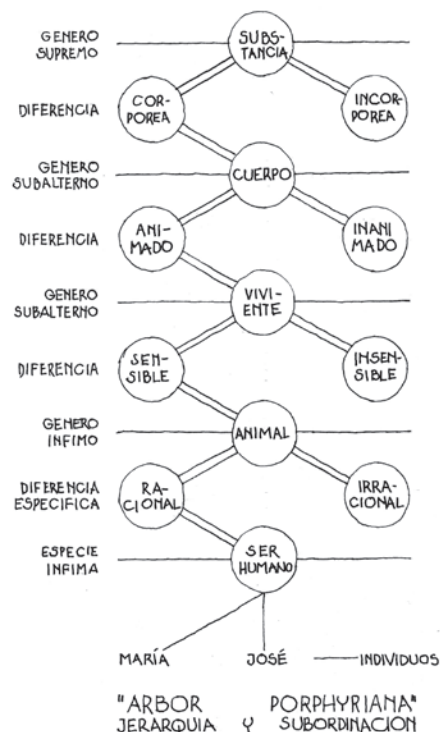 GENERO SUPREMO
SUBS-
TANCIA
DIFERENCIA
COR-
POREA
INCOR-
POREA
GENERO
SUBALTERNO
CUERPO
DIFERENCIA
ANI-
MADO
INANI
MADO
GENERO
SUBALTERNO
VIVI-
ENTE
DIFERENCIA
SEN-
SIBLE
INSEN-
SIBLE
GENERO
INFIMO
ANIMAL
DIFERENCIA
ESPECIFICA
RA-
CIONAL
IRRA-
CIONAL
ESPECIE
INFIMA
SER
HUMANO
MARÍA JOSÉ INDIVIDUOS
"ARBOR PORPHYRIANA"
JERARQUIA Y SUBORDINACION